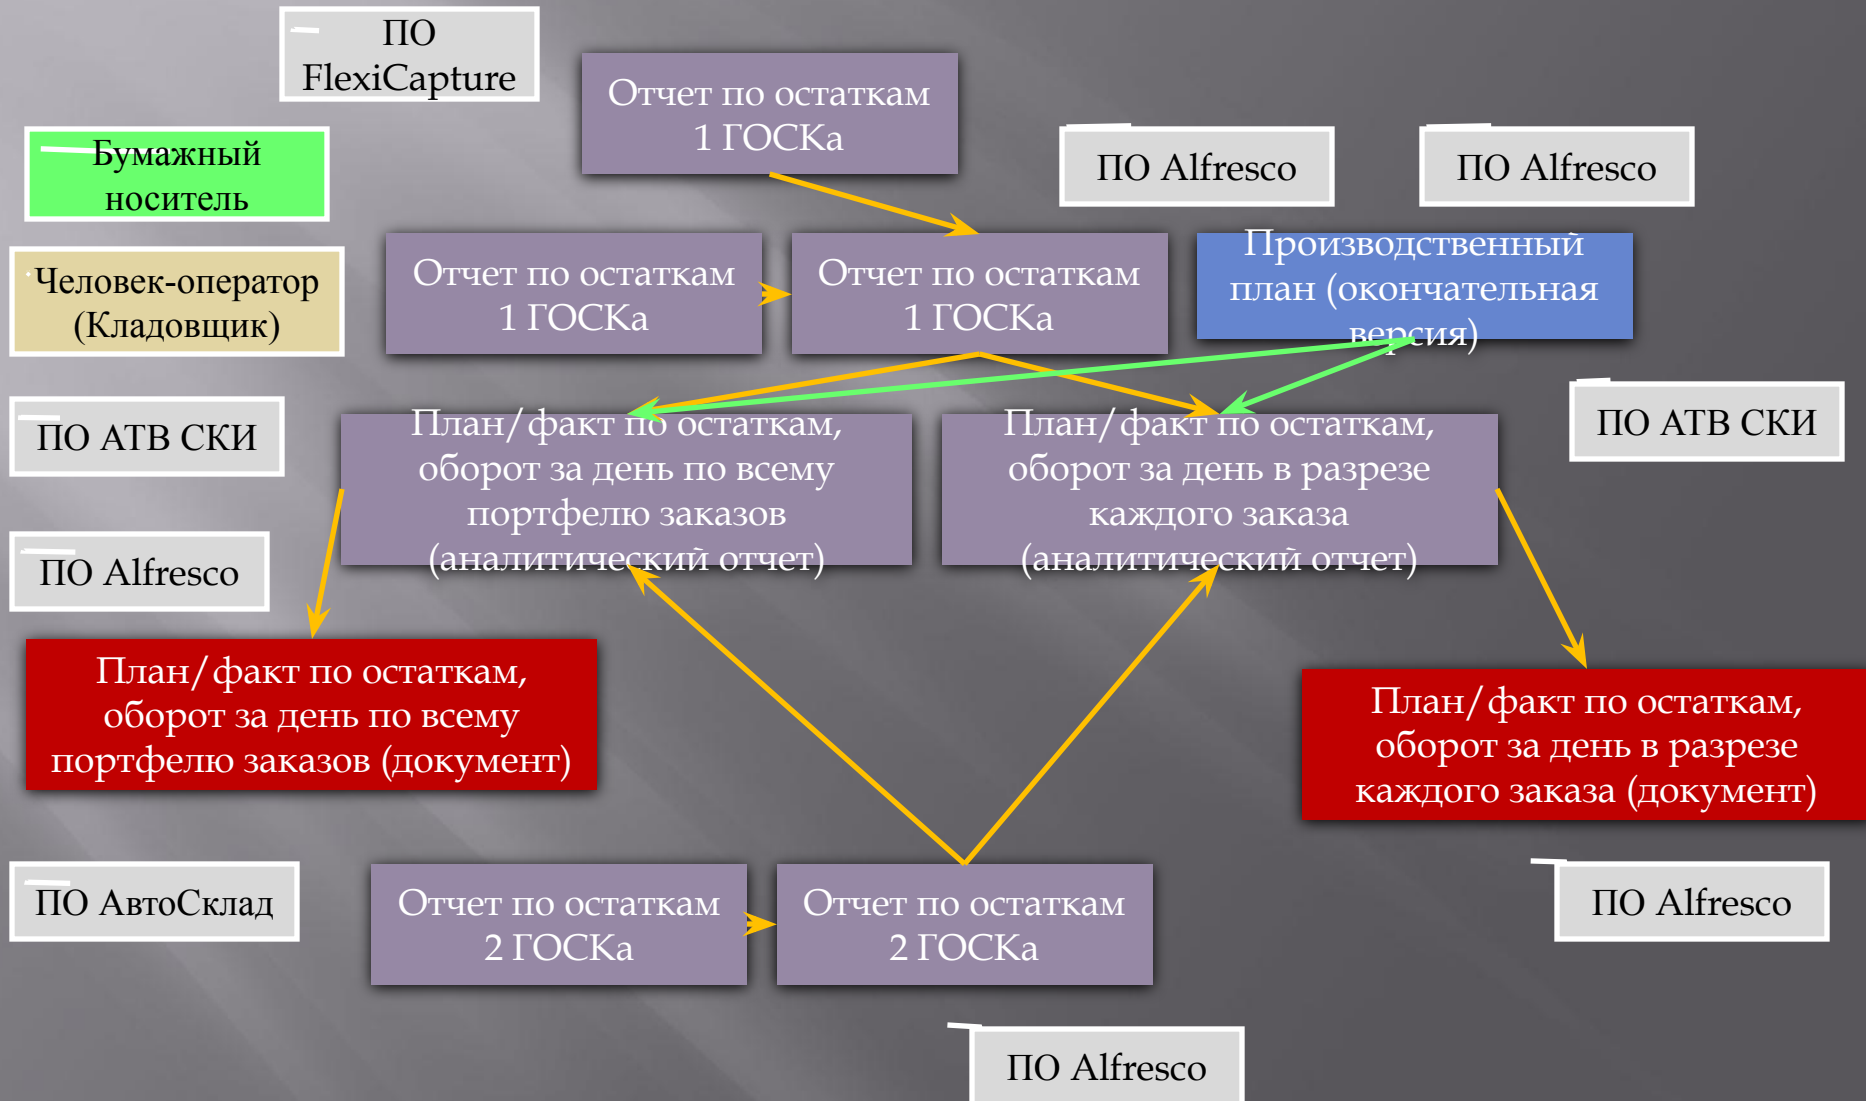 ПО
FlexiCapture
Отчет по остаткам
1 ГОСКа
Бумажный
носитель
ПО Alfresco
ПО Alfresco
Человек-оператор
(Кладовщик)
Отчет по остаткам
1 ГОСКа
Отчет по остаткам
1 ГОСКа
Производственный
план (окончательная
версия)
ПО АТВ СКИ
План/факт по остаткам,
оборот за день по всему
портфелю заказов
(аналитический отчет)
План/факт по остаткам,
оборот за день в разрезе
каждого заказа
(аналитический отчет)
ПО АТВ СКИ
ПО Alfresco
План/факт по остаткам,
оборот за день по всему
портфелю заказов (документ)
План/факт по остаткам,
оборот за день в разрезе
каждого заказа (документ)
ПО АвтоСклад
Отчет по остаткам
2 ГОСКа
Отчет по остаткам
2 ГОСКа
ПО Alfresco
ПО Alfresco